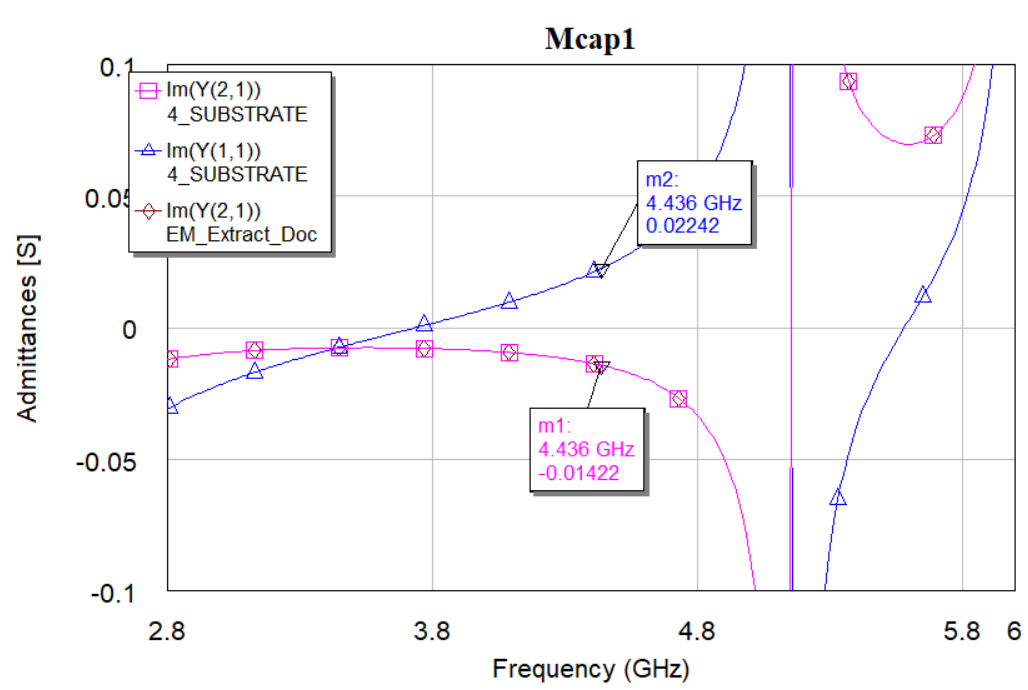 Mcap1
0.1
Im(Y(2,1))
4_SUBSTRATE
Im(Y(1,1))
4_SUBSTRATE
Im(Y(2,1))
EM_Extract_Doc
m2:
4.436 GHz
0.02242
0.05
0
m1:
4.436 GHz
-0.01422
-0.05
-0.1
Admittances [S]
2.8 3.8 4.8 5.8 6
Frequency (GHz)